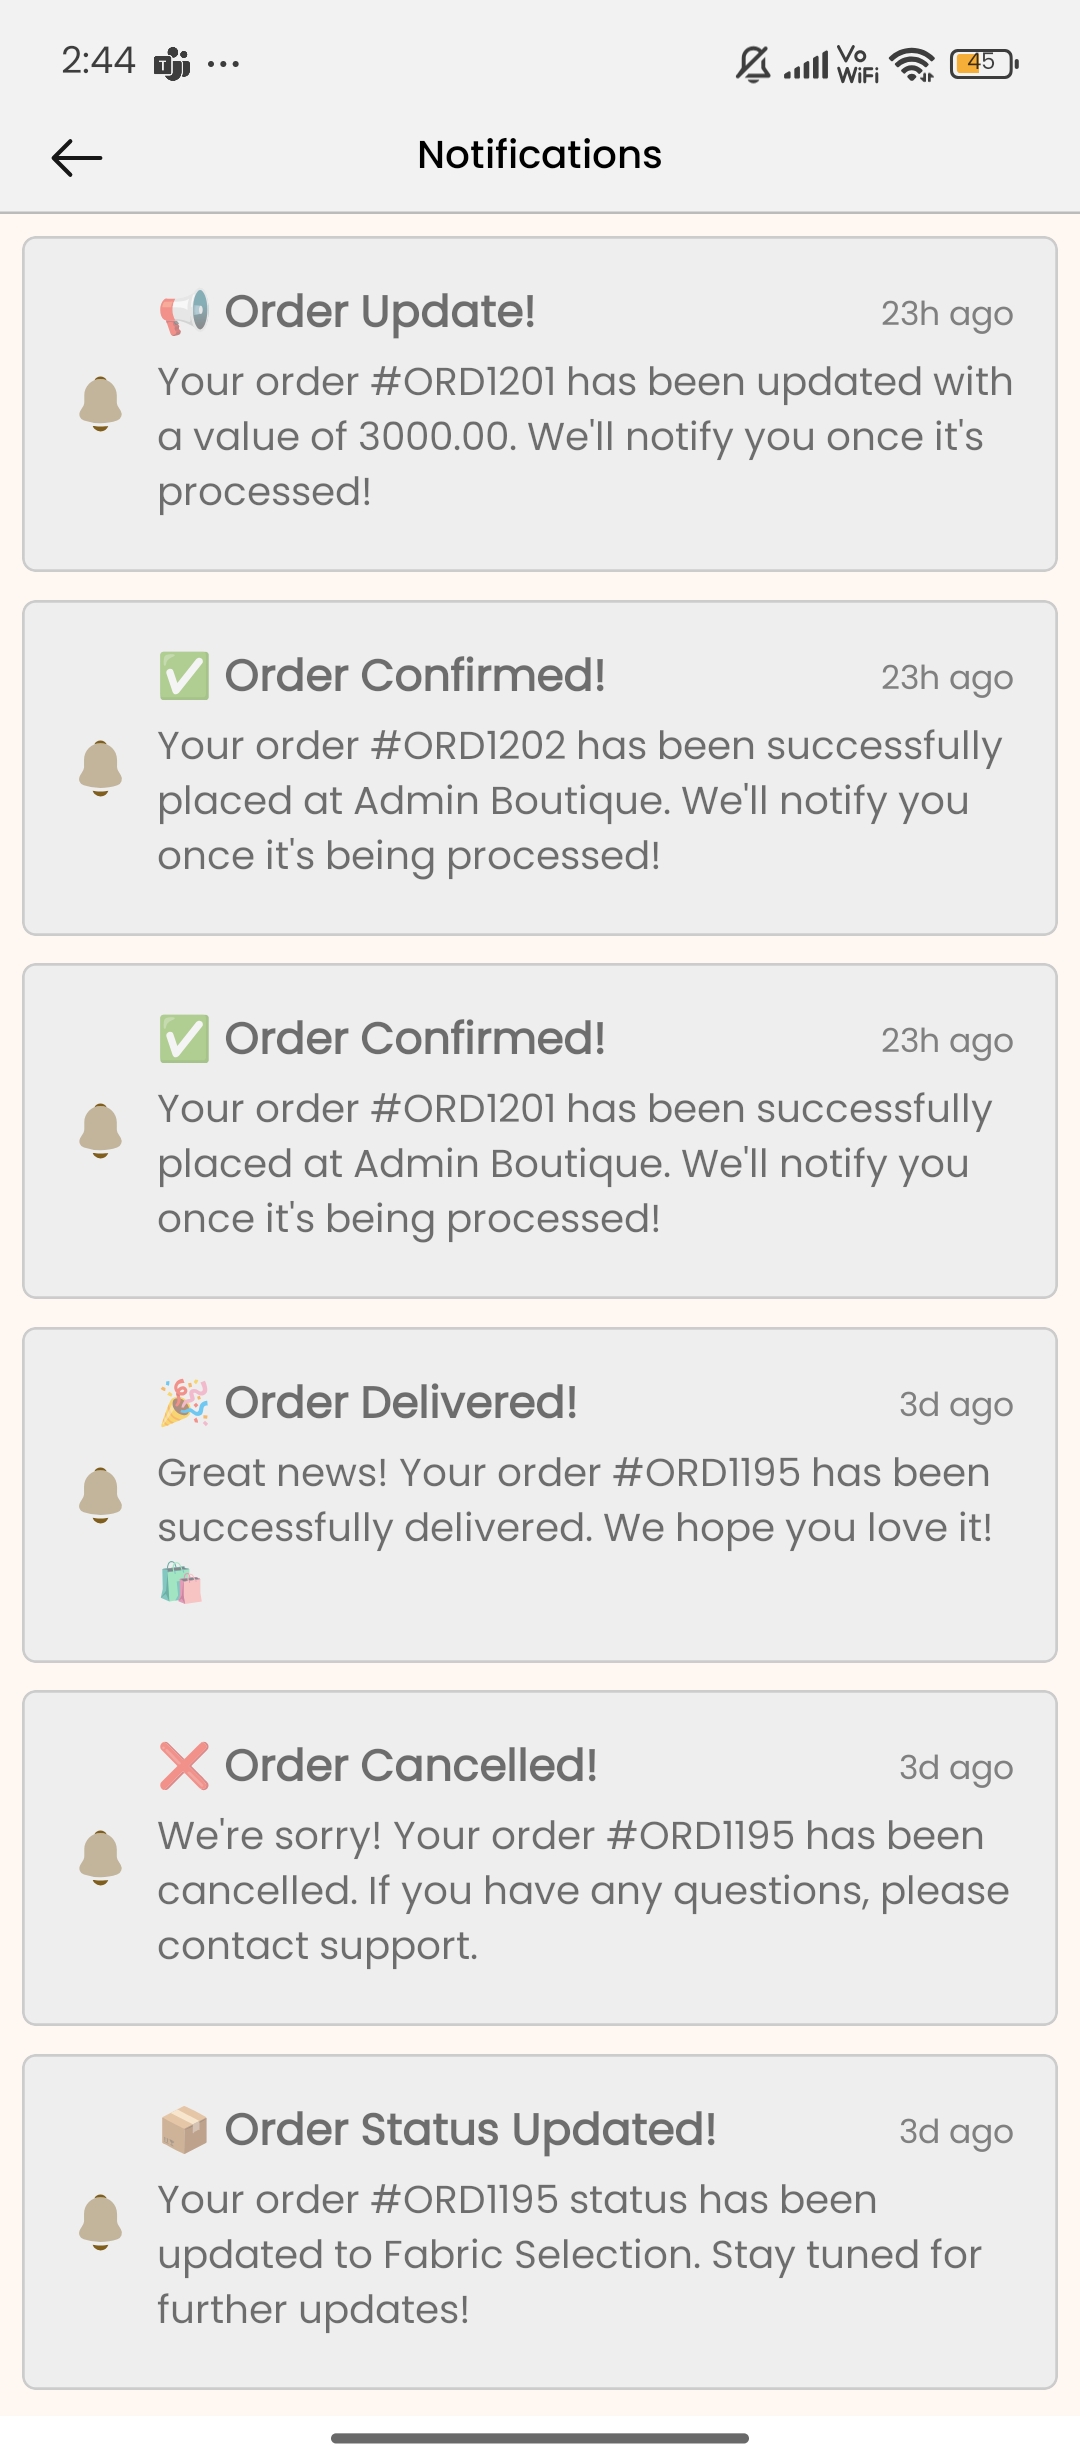 2:44
Vo
WiFi
45
Notifications
📢 Order Update!
23h ago
Your order #ORD1201 has been updated with
a value of 3000.00. We'll notify you once it's
processed!
✅ Order Confirmed!
23h ago
Your order #ORD1202 has been successfully
placed at Admin Boutique. We'll notify you
once it's being processed!
✅ Order Confirmed!
23h ago
Your order #ORD1201 has been successfully
placed at Admin Boutique. We'll notify you
once it's being processed!
🎉 Order Delivered!
3d ago
Great news! Your order #ORD1195 has been
successfully delivered. We hope you love it!
🛍️
❌ Order Cancelled!
3d ago
We're sorry! Your order #ORD1195 has been
cancelled. If you have any questions, please
contact support.
📦 Order Status Updated!
3d ago
Your order #ORD1195 status has been
updated to Fabric Selection. Stay tuned for
further updates!